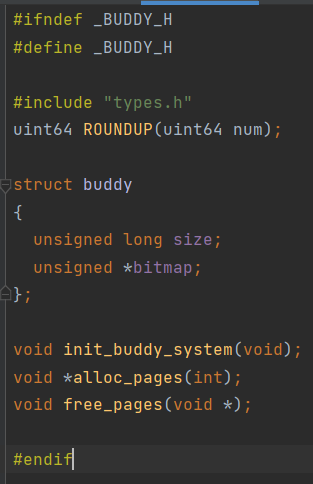 #ifndef _BUDDY_H
#define _BUDDY_H
#include "types.h"
uint64 ROUNDUP(uint64 num);
struct buddy
{
  unsigned long size;
  unsigned *bitmap;
};
void init_buddy_system(void);
void *alloc_pages(int);
void free_pages(void *);
#endif